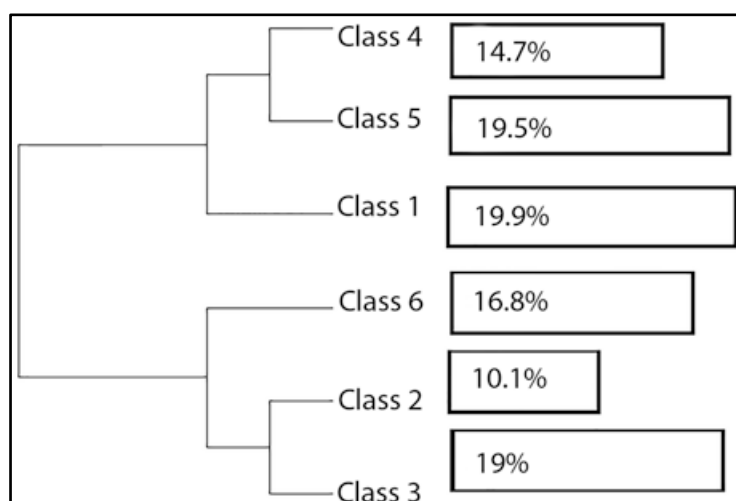 Class 4 14.7%
Class 5 19.5%
Class 1 19.9%
Class 6 16.8%
Class 2 10.1%
Class 3 19%